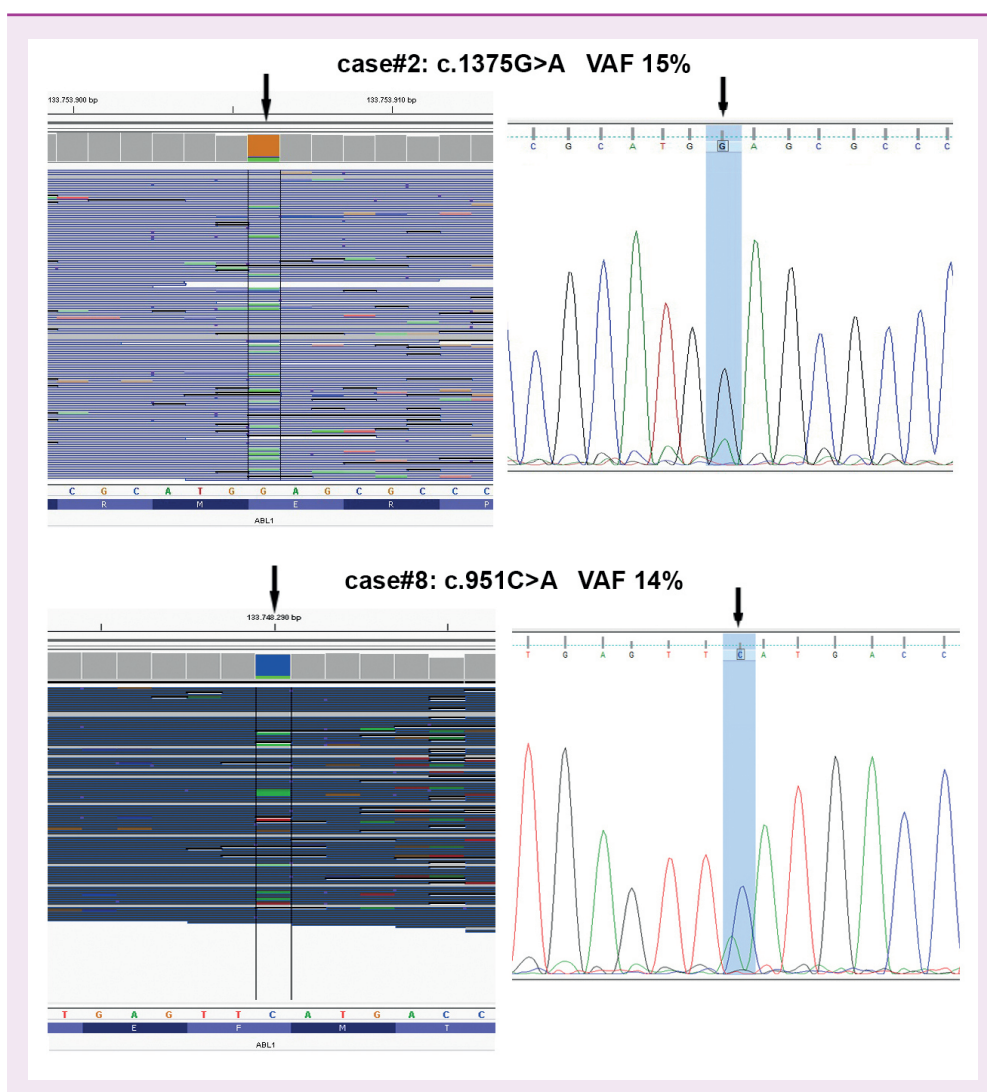 case#2: c.1375G>A VAF 15%
133.753.900 bp
133.753.910 bp
C G C A T G G A G C G C C C
C G C A T G G A G C G C C C
R M E R P
ABL1
case#8: c.951C>A VAF 14%
133.748.290 bp
T G A G T T C A T G A C C
T G A G T T C A T G A C C
E F M T
ABL1